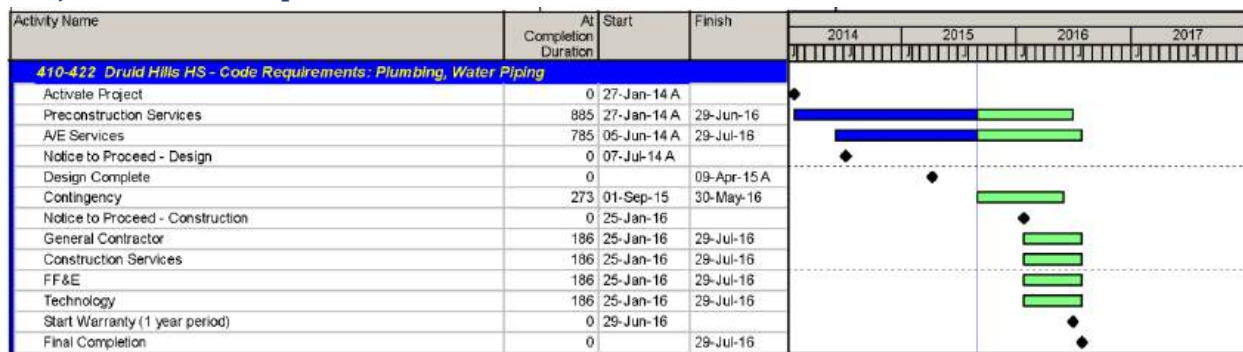 Activity Name At Completion Duration Start Finish
2014 2015 2016 2017
J J J J J J J J
410-422 Druid Hills HS - Code Requirements: Plumbing, Water Piping
Activate Project 0 27-Jan-14 A
Preconstruction Services 885 27-Jan-14 A 29-Jun-16
A/E Services 785 05-Jun-14 A 29-Jul-16
Notice to Proceed - Design 0 07-Jul-14 A
Design Complete 0 09-Apr-15 A
Contingency 273 01-Sep-15 30-May-16
Notice to Proceed - Construction 0 25-Jan-16
General Contractor 186 25-Jan-16 29-Jul-16
Construction Services 186 25-Jan-16 29-Jul-16
FF&E 186 25-Jan-16 29-Jul-16
Technology 186 25-Jan-16 29-Jul-16
Start Warranty (1 year period) 0 29-Jun-16
Final Completion 0 29-Jul-16